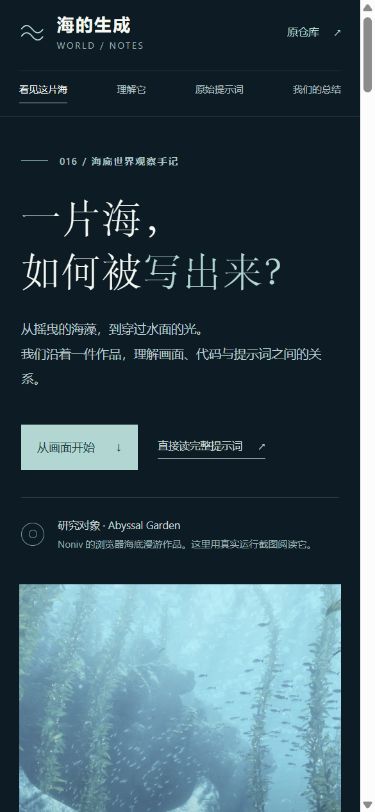 海的生成
WORLD / NOTES
原仓库 ↗
看见这片海
理解它
原始提示词
我们的总结
016 / 海底世界观察手记
一片海，
如何被写出来？
从摇曳的海藻，到穿过水面的光。
我们沿着一件作品，理解画面、代码与提示词之间的关
系。
从画面开始 ↓
直接读完整提示词 ↗
研究对象 · Abyssal Garden
Noniv 的浏览器海底漫游作品。这里用真实运行截图阅读它。